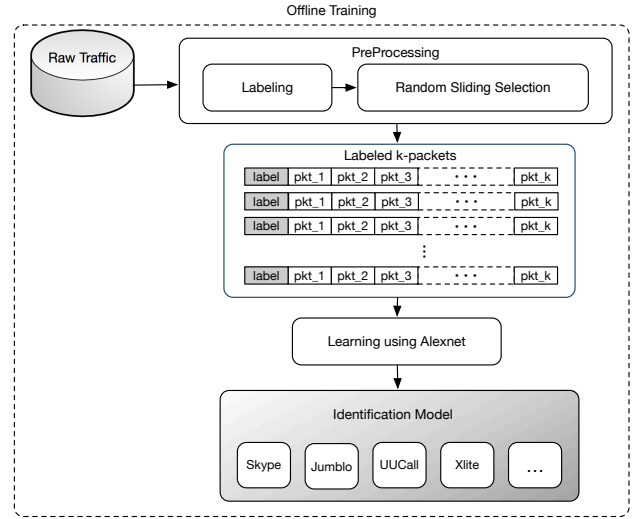 Offline Training
Raw Traffic
PreProcessing
Labeling
Random Sliding Selection
Labeled k-packets
label pkt_1 pkt_2 pkt_3 ... pkt_k
label pkt_1 pkt_2 pkt_3 ... pkt_k
label pkt_1 pkt_2 pkt_3 ... pkt_k
⋮
label pkt_1 pkt_2 pkt_3 ... pkt_k
Learning using Alexnet
Identification Model
Skype Jumblo UUCall Xlite ...